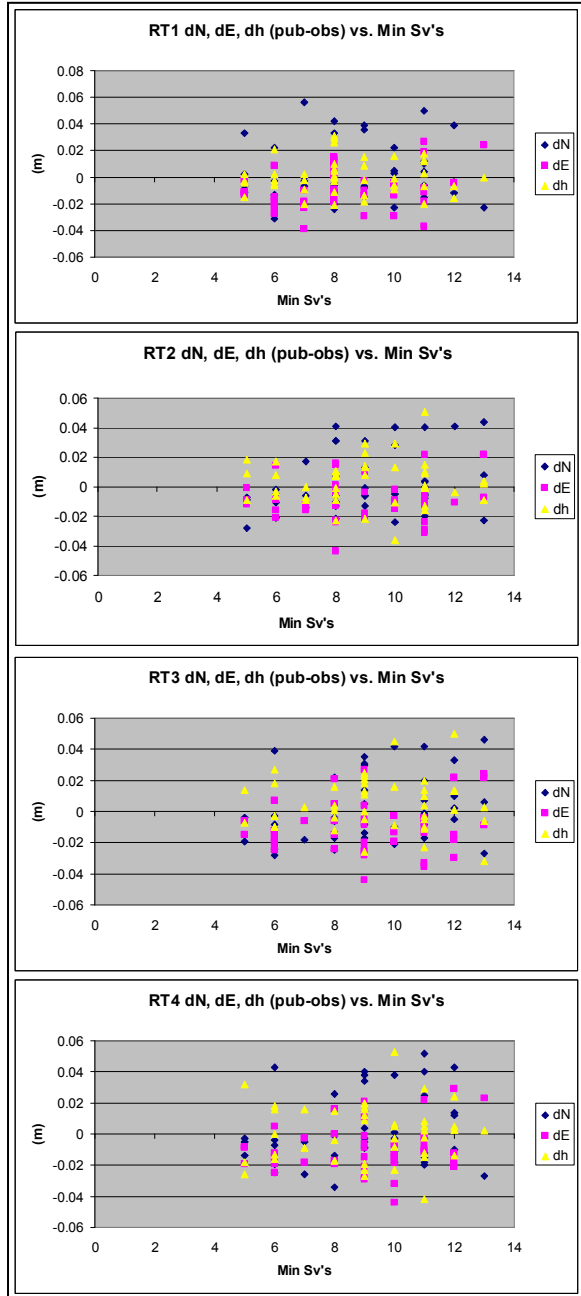 RT1 dN, dE, dh (pub-obs) vs. Min Sv's
0.08
0.06
0.04
0.02
0
-0.02
-0.04
-0.06
(m)
0 2 4 6 8 10 12 14
Min Sv's
dN
dE
dh
RT2 dN, dE, dh (pub-obs) vs. Min Sv's
0.06
0.04
0.02
0
-0.02
-0.04
-0.06
(m)
0 2 4 6 8 10 12 14
Min Sv's
dN
dE
dh
RT3 dN, dE, dh (pub-obs) vs. Min Sv's
0.06
0.04
0.02
0
-0.02
-0.04
-0.06
(m)
0 2 4 6 8 10 12 14
Min Sv's
dN
dE
dh
RT4 dN, dE, dh (pub-obs) vs. Min Sv's
0.06
0.04
0.02
0
-0.02
-0.04
-0.06
(m)
0 2 4 6 8 10 12 14
Min Sv's
dN
dE
dh